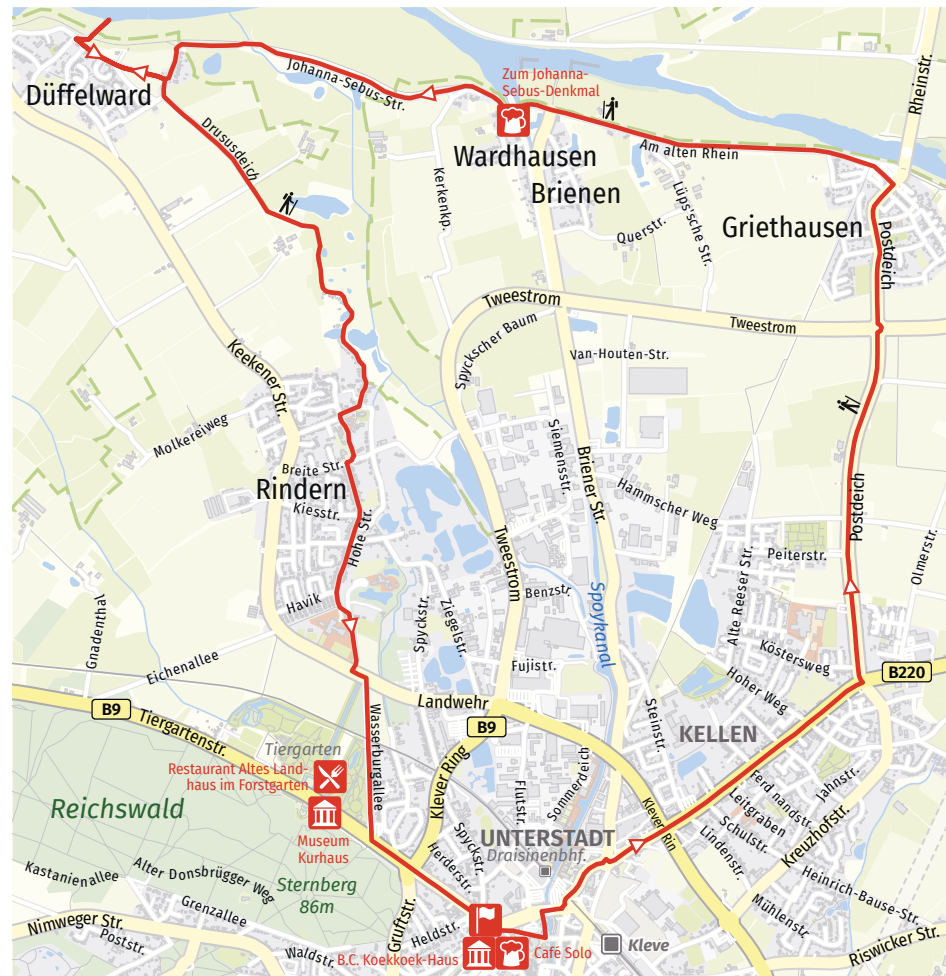 Düffelward
Johanna-Sebus-Str.
Zum Johanna-
Sebus-Denkmal
Rheinstr.
Drususdeich
Wardhausen
Am alten Rhein
Kerkenkp.
Brienen
Lüps'sche Str.
Querstr.
Griethausen
Postdeich
Tweestrom
Tweestrom
Spyckscher Baum
Van-Houten-Str.
Keekener Str.
Molkereiweg
Siemensstr.
Briener Str.
Breite Str.
Rindern
Kiesstr.
Hohe Str.
Hammscher Weg
Postdeich
Peiterstr.
Olmerstr.
Tweestrom
Havik
Benzstr.
Spoykanal
Alte Reeser Str.
Gnadenthal
Spyckstr.
Ziegelstr.
Köstersweg
Eichenallee
Fujistr.
Hoher Weg
B220
Landwehr
B9
B9
Steinstr.
KELLEN
Tiergartenstr.
Wasserburgallee
Tiergarten
Restaurant Altes Land-
haus im Forstgarten
Klever Ring
Flutstr.
Sommerdeich
Ferdinandstr.
Jahnstr.
Leitgraben
Schulstr.
Kreuzhofstr.
Lindenstr.
Klever Rin
Reichswald
Museum
Kurhaus
Spyckstr.
Herderstr.
UNTERSTADT
Draisinenbhf.
Kastanienallee
Alter Donsbrügger Weg
Sternberg
86m
Grenzallee
Heinrich-Bause-Str.
Mühlenstr.
Nimweger Str.
Poststr.
Waldstr.
Gruftstr.
Heldstr.
B.C. Koekkoek-Haus
Café Solo
Kleve
Riswicker Str.